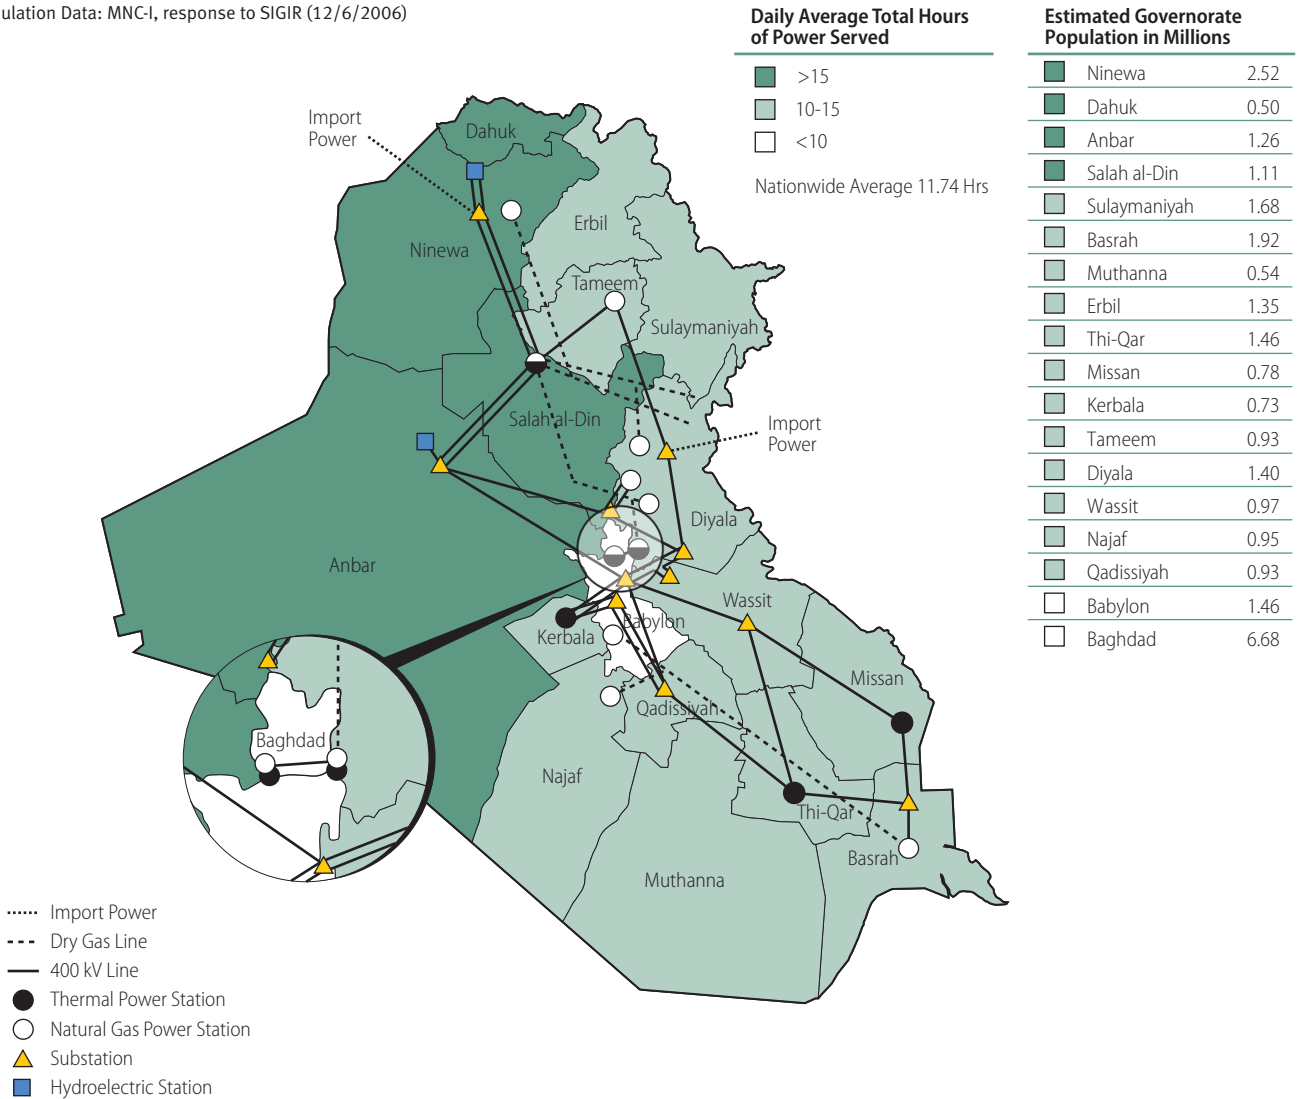 ulation Data: MNC-I, response to SIGIR (12/6/2006)
Daily Average Total Hours
of Power Served
>15
10-15
<10
Nationwide Average 11.74 Hrs
Estimated Governorate
Population in Millions
Ninewa 2.52
Dahuk 0.50
Anbar 1.26
Salah al-Din 1.11
Sulaymaniyah 1.68
Basrah 1.92
Muthanna 0.54
Erbil 1.35
Thi-Qar 1.46
Missan 0.78
Kerbala 0.73
Tameem 0.93
Diyala 1.40
Wassit 0.97
Najaf 0.95
Qadissiyah 0.93
Babylon 1.46
Baghdad 6.68
Import
Power
Dahuk
Erbil
Ninewa
Tameem
Sulaymaniyah
Salah al-Din
Import
Power
Diyala
Anbar
Wassit
Babylon
Kerbala
Missan
Qadissiyah
Baghdad
Najaf
Thi-Qar
Basrah
Muthanna
Import Power
Dry Gas Line
400 kV Line
Thermal Power Station
Natural Gas Power Station
Substation
Hydroelectric Station